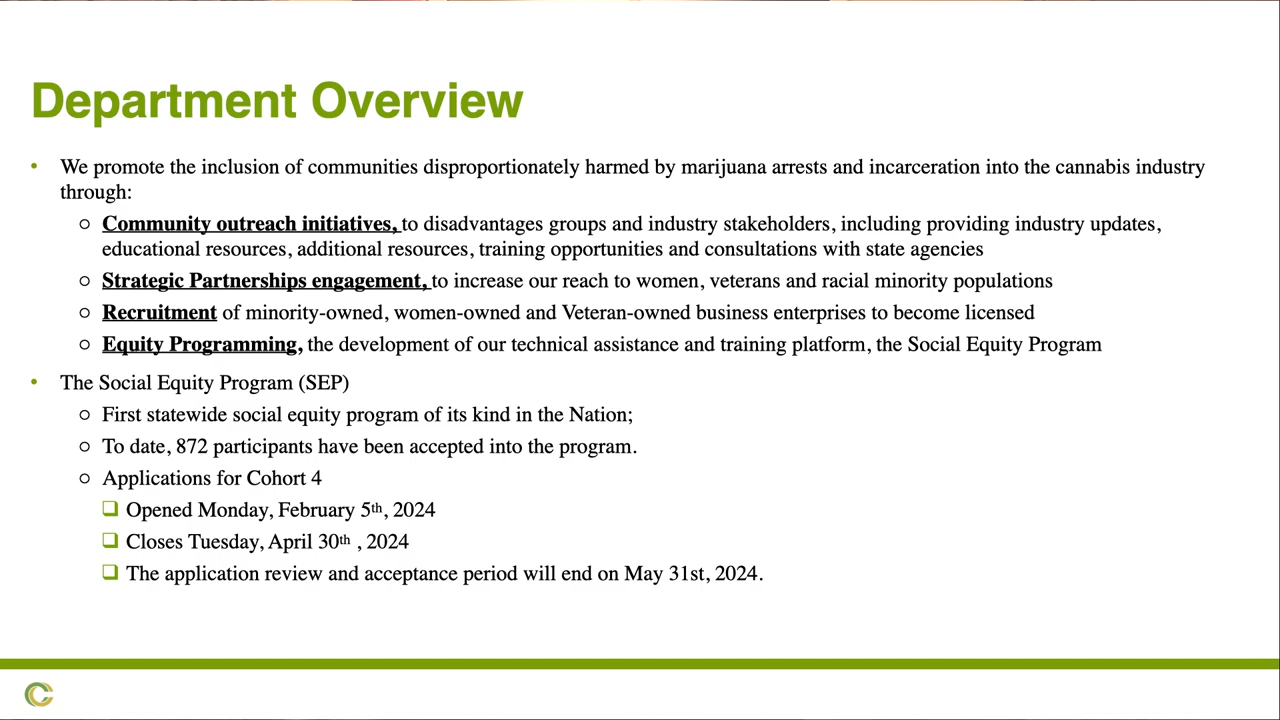 Department Overview
• We promote the inclusion of communities disproportionately harmed by marijuana arrests and incarceration into the cannabis industry
through:
○ Community outreach initiatives, to disadvantages groups and industry stakeholders, including providing industry updates,
educational resources, additional resources, training opportunities and consultations with state agencies
○ Strategic Partnerships engagement, to increase our reach to women, veterans and racial minority populations
○ Recruitment of minority-owned, women-owned and Veteran-owned business enterprises to become licensed
○ Equity Programming, the development of our technical assistance and training platform, the Social Equity Program
• The Social Equity Program (SEP)
○ First statewide social equity program of its kind in the Nation;
○ To date, 872 participants have been accepted into the program.
○ Applications for Cohort 4
❑ Opened Monday, February 5th, 2024
❑ Closes Tuesday, April 30th , 2024
❑ The application review and acceptance period will end on May 31st, 2024.